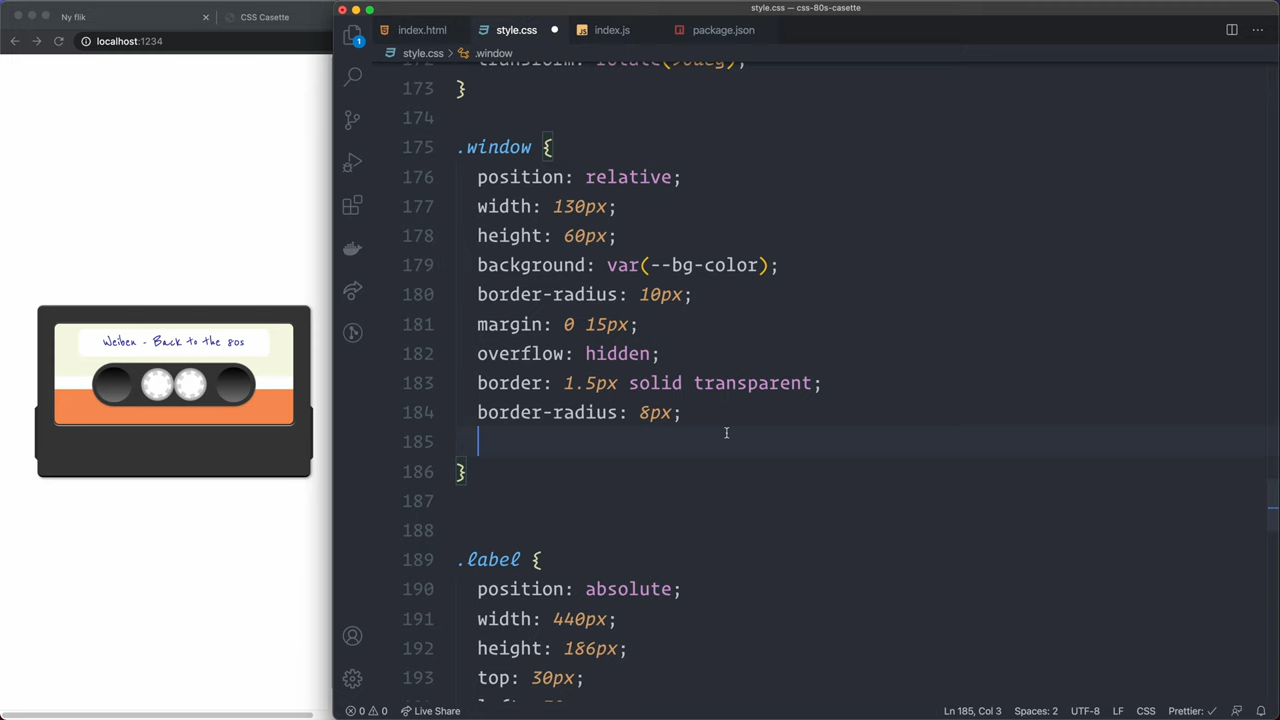 style.css — css-80s-casette
Ny flik
CSS Casette
localhost:1234
index.html
style.css
index.js
package.json
style.css
.window
1
173
}
174
175
.window {
176
position: relative;
177
width: 130px;
178
height: 60px;
179
background: var(--bg-color);
180
border-radius: 10px;
181
margin: 0 15px;
182
overflow: hidden;
183
border: 1.5px solid transparent;
184
border-radius: 8px;
185
186
}
187
188
189
.label {
190
position: absolute;
191
width: 440px;
192
height: 186px;
193
top: 30px;
Weiben - Back to the 80s
0
0
Live Share
Ln 185, Col 3
Spaces: 2
UTF-8
LF
CSS
Prettier: